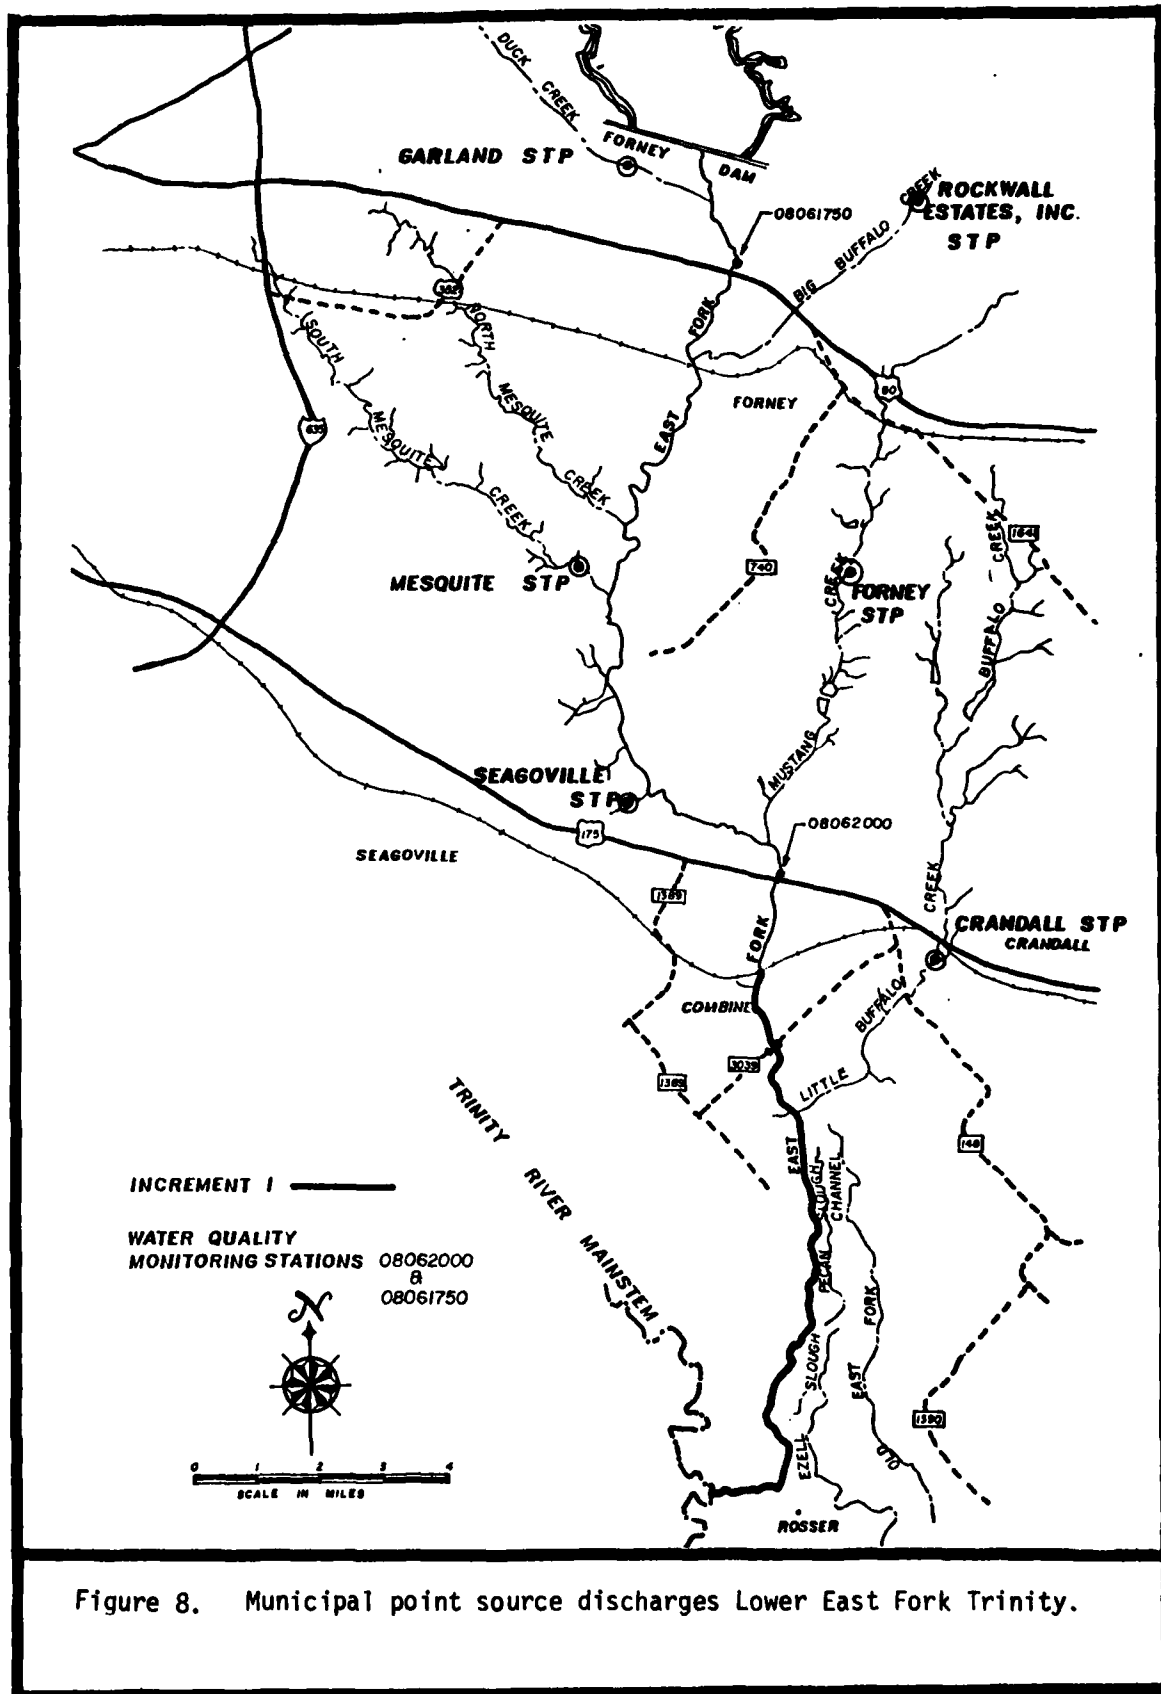 DUCK CREEK
FORNEY DAM
GARLAND STP
CREEK
ROCKWALL
ESTATES, INC.
STP
08061750
BIG BUFFALO
352
NORTH MESQUITE CREEK
SOUTH MESQUITE CREEK
FORK
EAST
80
FORNEY
635
740
1641
CREEK
BUFFALO
MESQUITE STP
CREEK
FORNEY
STP
MUSTANG
SEAGOVILLE
STP
175
08062000
SEAGOVILLE
1389
FORK
CREEK
CRANDALL STP
CRANDALL
COMBINE
BUFFALO
3039
1389
LITTLE
148
TRINITY RIVER MAINSTEM
EAST
SLOUGH
CHANNEL
PECAN
FORK
SLOUGH
EAST
EZELL
OLD
1390
ROSSER
INCREMENT I
WATER QUALITY
MONITORING STATIONS 08062000
&
08061750
N
0 1 2 3 4
SCALE IN MILES
Figure 8. Municipal point source discharges Lower East Fork Trinity.